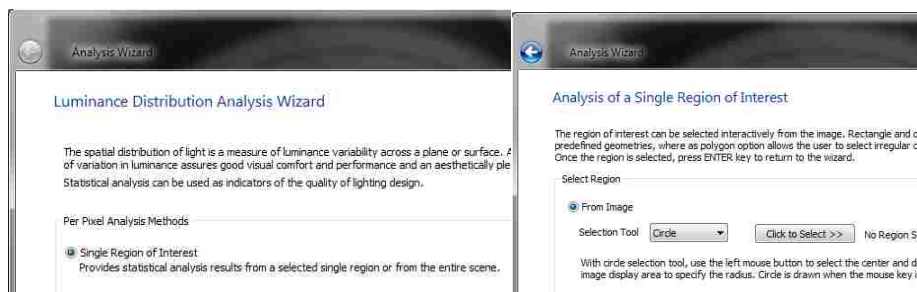 Analysis Wizard
Luminance Distribution Analysis Wizard
The spatial distribution of light is a measure of luminance variability across a plane or surface.
of variation in luminance assures good visual comfort and performance and an aesthetically
Statistical analysis can be used as indicators of the quality of lighting design.
Per Pixel Analysis Methods
Single Region of Interest
Provides statistical analysis results from a selected single region or from the entire scene.
Analysis Wizard
Analysis of a Single Region of Interest
The region of interest can be selected interactively from the image. Rectangle and
predefined geometries, where as polygon option allows the user to select irregular
Once the region is selected, press ENTER key to return to the wizard.
Select Region
From Image
Selection Tool Circle Click to Select >> No Region
With circle selection tool, use the left mouse button to select the center and
image display area to specify the radius. Circle is drawn when the mouse key